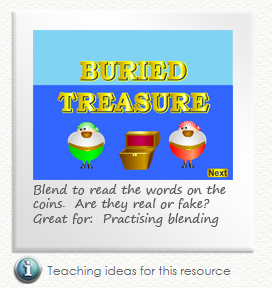 BURIED
TREASURE
Next
Blend to read the words on the
coins. Are they real or fake?
Great for: Practising blending
i Teaching ideas for this resource